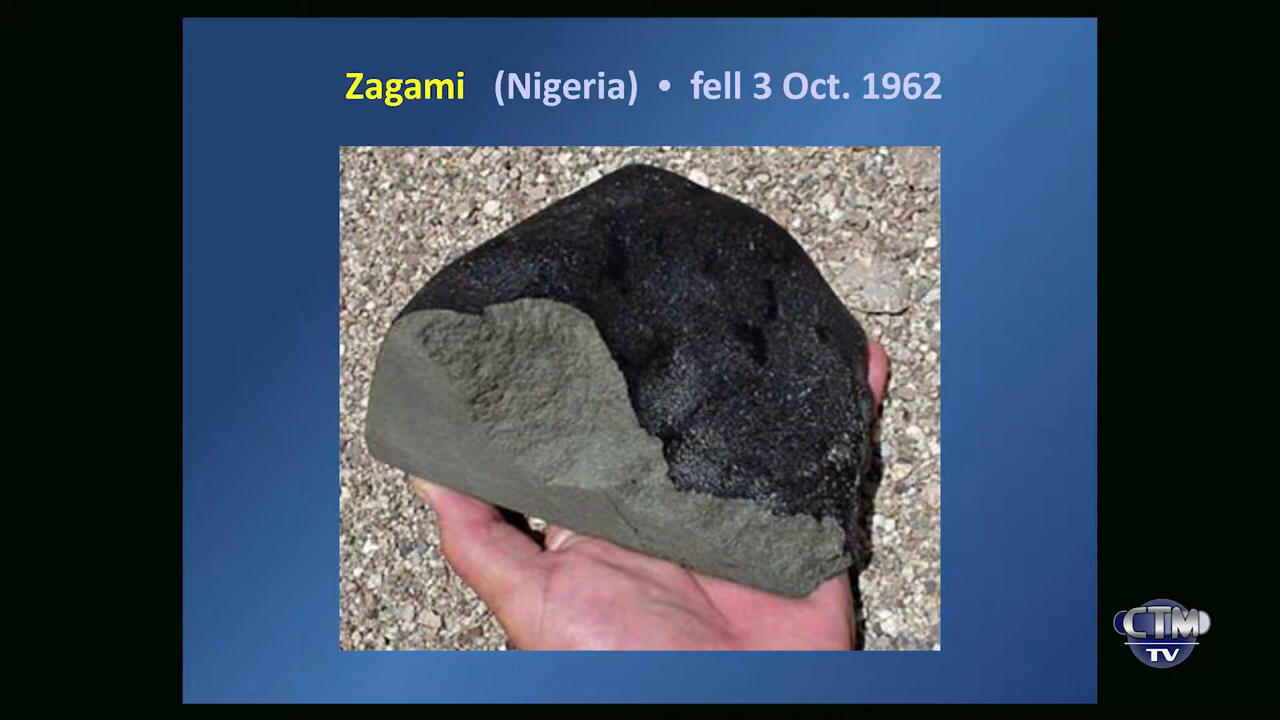 Zagami (Nigeria) • fell 3 Oct. 1962
CTM
TV